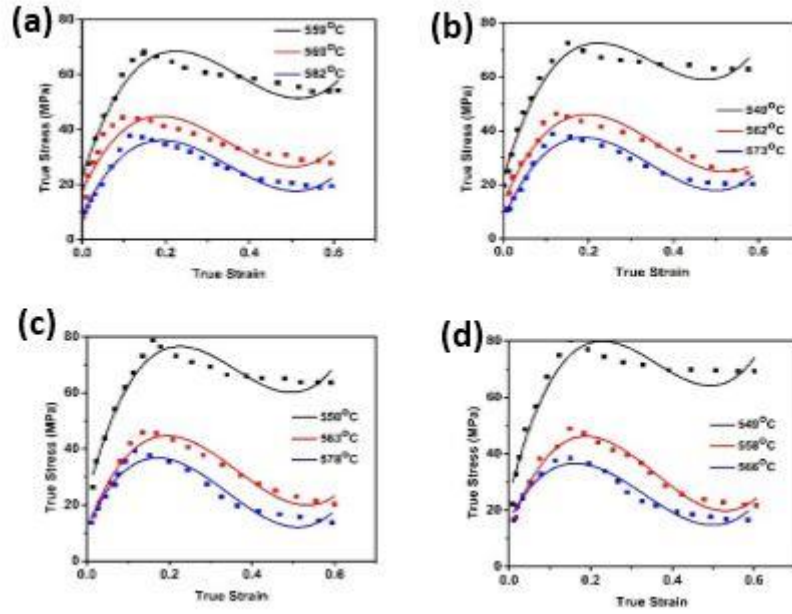 (a)
559°C
569°C
582°C
True Stress (MPa)
80
60
40
20
0
0.0
0.2
0.4
0.6
True Strain
(b)
549°C
562°C
573°C
True Stress (MPa)
80
60
40
20
0
0.0
0.2
0.4
0.6
True Strain
(c)
550°C
563°C
578°C
True Stress (MPa)
80
60
40
20
0
0.0
0.2
0.4
0.6
True Strain
(d)
549°C
558°C
566°C
True Stress (MPa)
80
60
40
20
0
0.0
0.2
0.4
0.6
True Strain